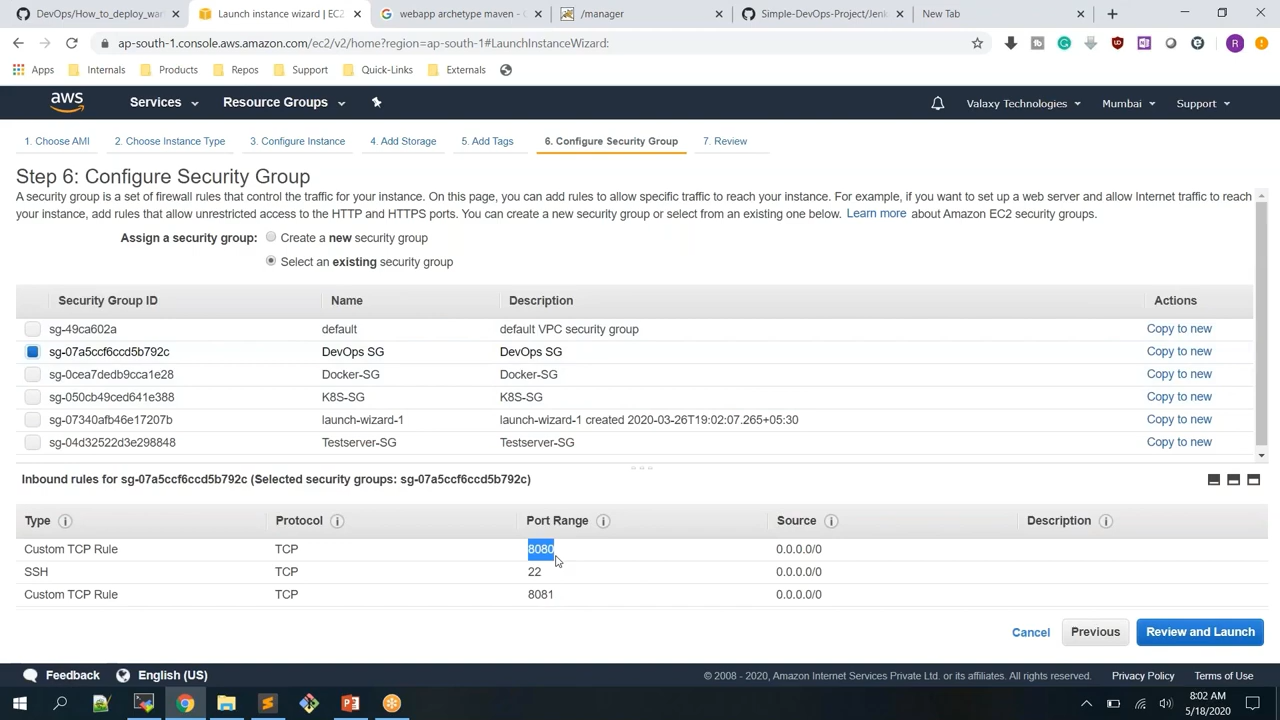 DevOps/How_to_deploy_war
Launch instance wizard | EC2
webapp archetype maven -
/manager
Simple-DevOps-Project/Jenk
New Tab
ap-south-1.console.aws.amazon.com/ec2/v2/home?region=ap-south-1#LaunchInstanceWizard:
Apps Internals Products Repos Support Quick-Links Externals
aws Services Resource Groups Valaxy Technologies Mumbai Support
1. Choose AMI 2. Choose Instance Type 3. Configure Instance 4. Add Storage 5. Add Tags 6. Configure Security Group 7. Review
Step 6: Configure Security Group
A security group is a set of firewall rules that control the traffic for your instance. On this page, you can add rules to allow specific traffic to reach your instance. For example, if you want to set up a web server and allow Internet traffic to reach
your instance, add rules that allow unrestricted access to the HTTP and HTTPS ports. You can create a new security group or select from an existing one below. Learn more about Amazon EC2 security groups.
Assign a security group: Create a new security group
Select an existing security group
Security Group ID Name Description Actions
sg-49ca602a default default VPC security group Copy to new
sg-07a5ccf6ccd5b792c DevOps SG DevOps SG Copy to new
sg-0cea7dedb9cca1e28 Docker-SG Docker-SG Copy to new
sg-050cb49ced641e388 K8S-SG K8S-SG Copy to new
sg-07340afb46e17207b launch-wizard-1 launch-wizard-1 created 2020-03-26T19:02:07.265+05:30 Copy to new
sg-04d32522d3e298848 Testserver-SG Testserver-SG Copy to new
Inbound rules for sg-07a5ccf6ccd5b792c (Selected security groups: sg-07a5ccf6ccd5b792c)
Type Protocol Port Range Source Description
Custom TCP Rule TCP 8080 0.0.0.0/0
SSH TCP 22 0.0.0.0/0
Custom TCP Rule TCP 8081 0.0.0.0/0
Cancel Previous Review and Launch
Feedback English (US) © 2008 - 2020, Amazon Internet Services Private Ltd. or its affiliates. All rights reserved. Privacy Policy Terms of Use
8:02 AM
5/18/2020